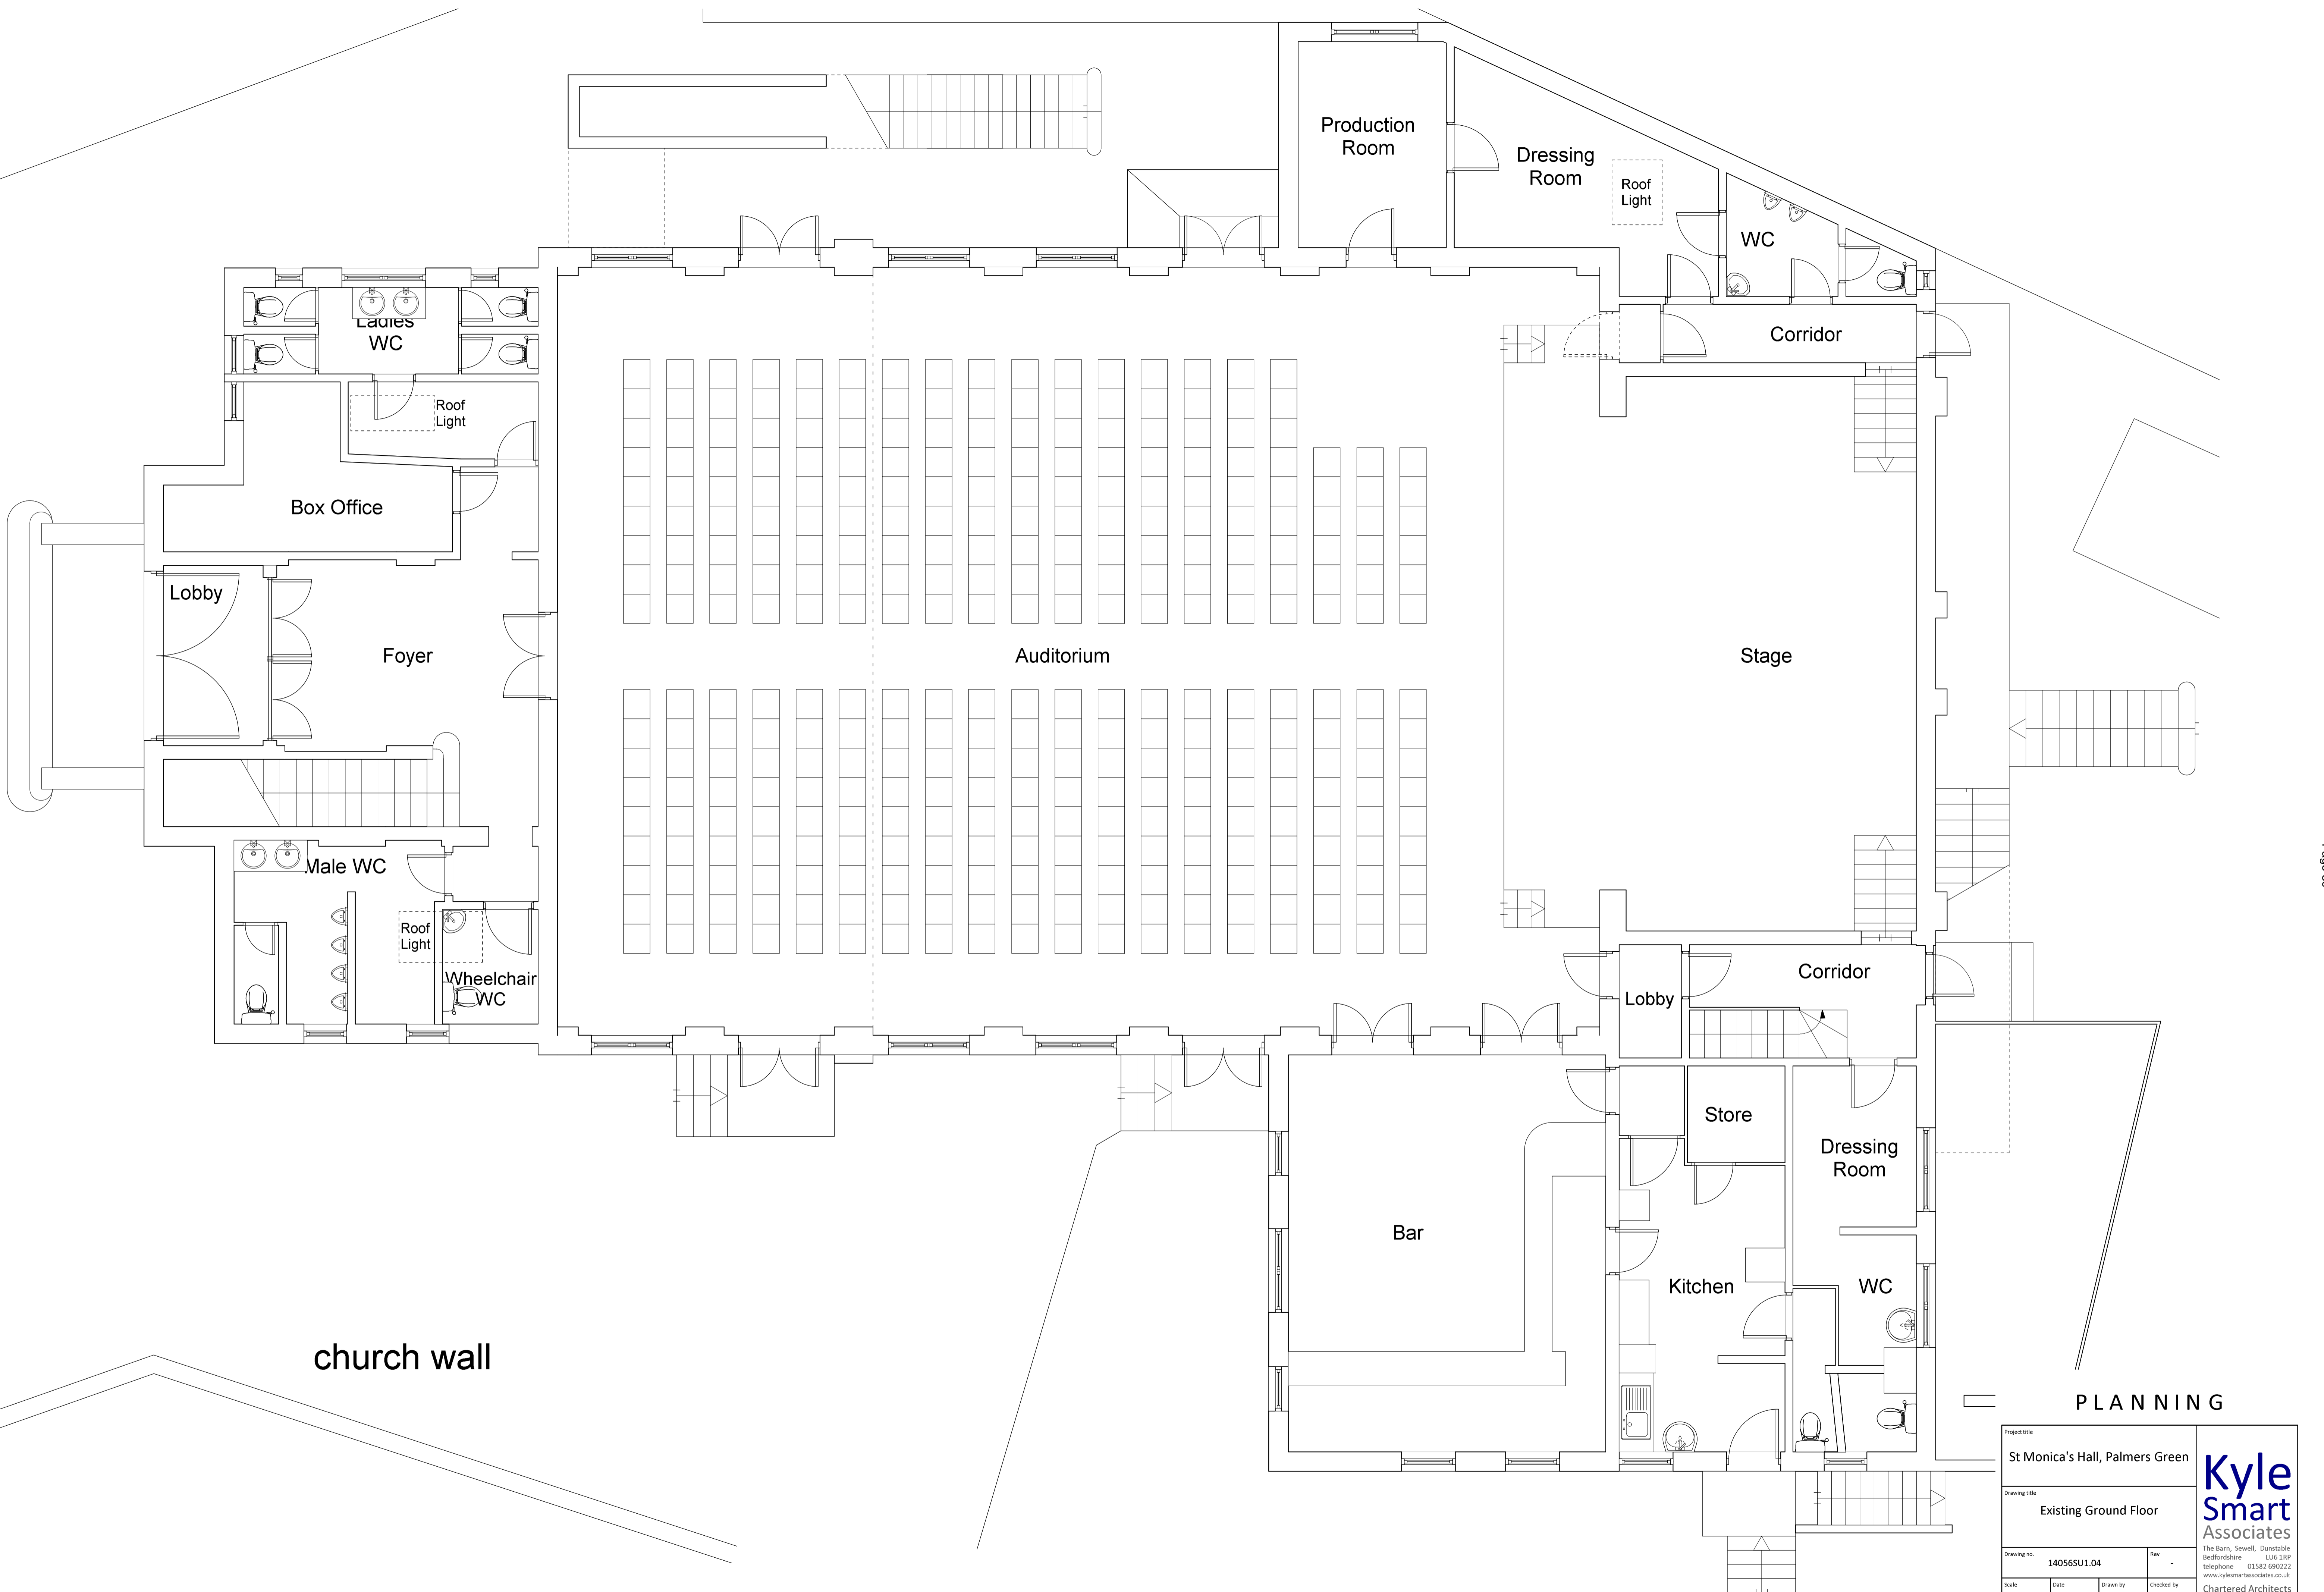 Production
Room
Dressing
Room
Roof
Light
WC
Ladies
WC
Corridor
Roof
Light
Box Office
Lobby
Foyer
Auditorium
Stage
Male WC
Roof
Light
Wheelchair
WC
Corridor
Lobby
Store
Dressing
Room
Bar
WC
Kitchen
church wall
PLANNING
Project title
St Monica's Hall, Palmers Green
Drawing title
Existing Ground Floor
Drawing no.
14056SU1.04
Rev
-
Scale
Date
Drawn by
Checked by
Kyle
Smart
Associates
The Barn, Sewell, Dunstable
Bedfordshire LU6 1RP
telephone 01582 690222
www.kylesmartassociates.co.uk
Chartered Architects